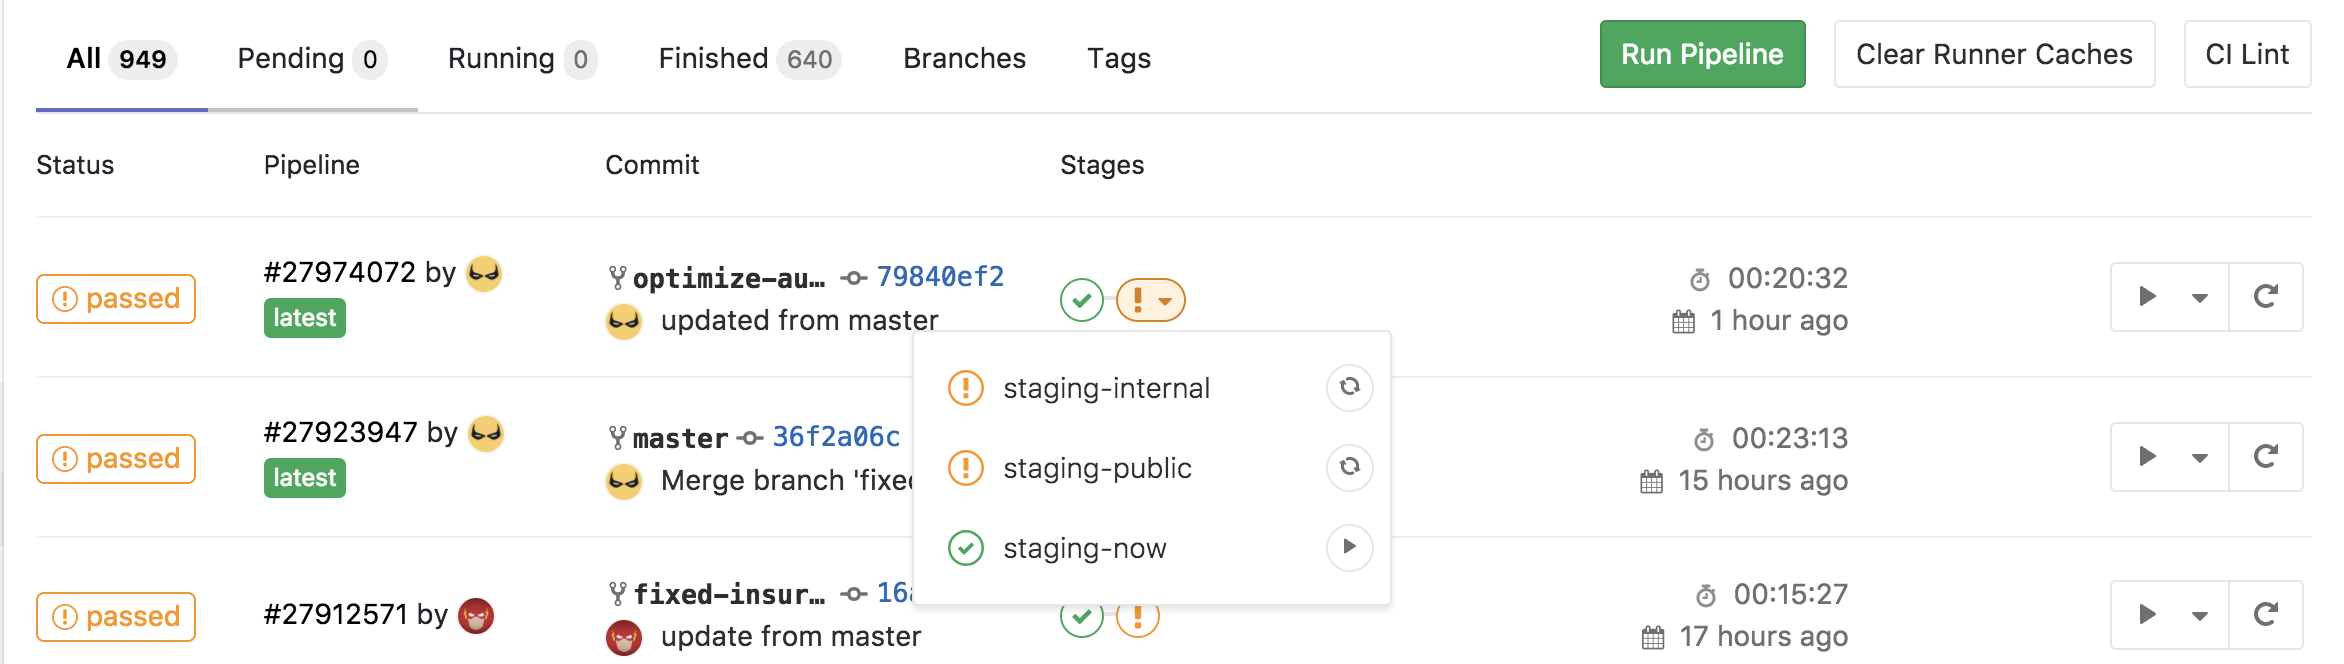 All 949 Pending 0 Running 0 Finished 640 Branches Tags Run Pipeline Clear Runner Caches CI Lint
Status Pipeline Commit Stages
passed #27974072 by latest optimize-au… 79840ef2 00:20:32
updated from master 1 hour ago
staging-internal
staging-public
staging-now
passed #27923947 by latest master 36f2a06c 00:23:13
Merge branch 'fixe 15 hours ago
passed #27912571 by fixed-insur… 16 00:15:27
update from master 17 hours ago